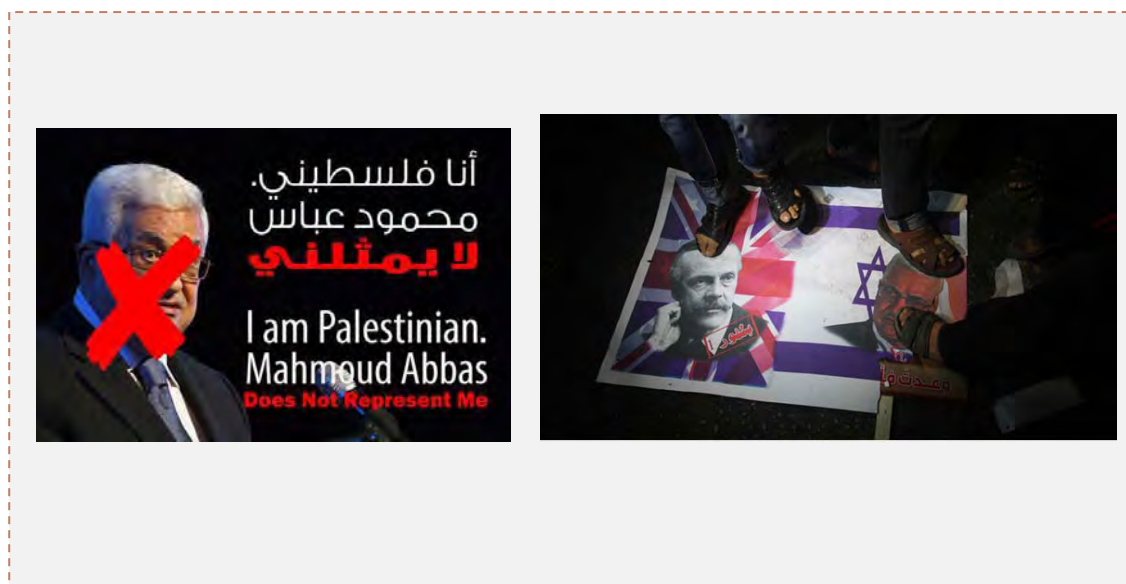 أنا فلسطيني.
محمود عباس
لا يمثلني
I am Palestinian.
Mahmoud Abbas
Does Not Represent Me